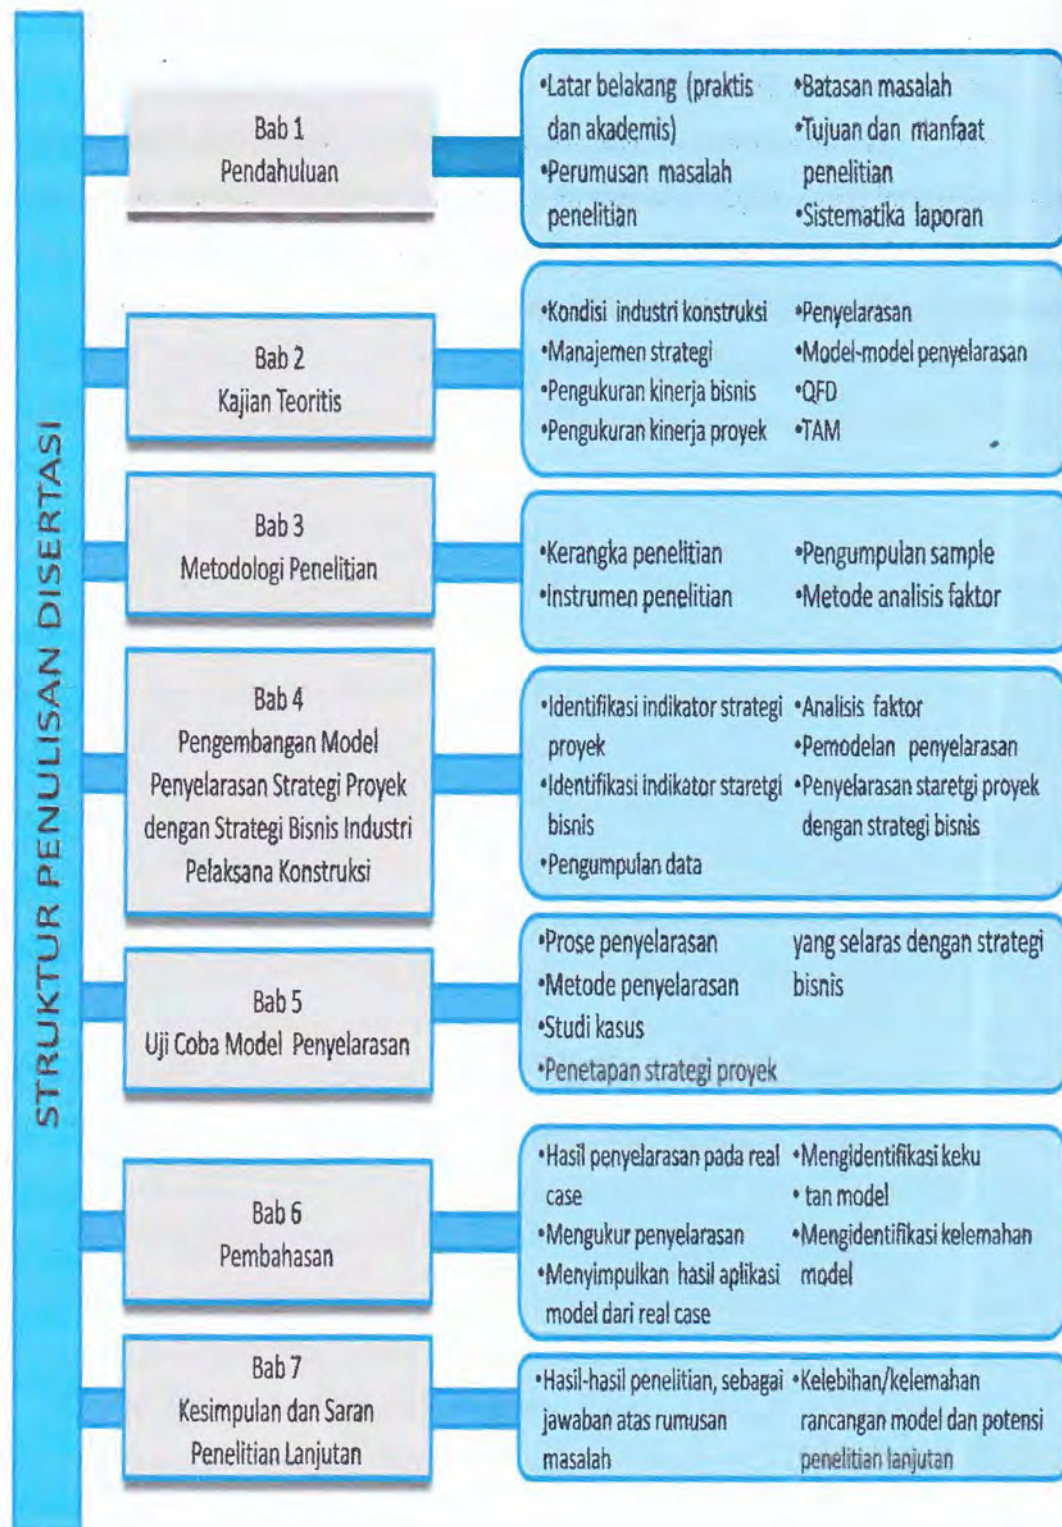 STRUKTUR PENULISAN DISERTASI
Bab 1
Pendahuluan
•Latar belakang (praktis
dan akademis)
•Perumusan masalah
penelitian
•Batasan masalah
•Tujuan dan manfaat
penelitian
•Sistematika laporan
Bab 2
Kajian Teoritis
•Kondisi industri konstruksi
•Manajemen strategi
•Pengukuran kinerja bisnis
•Pengukuran kinerja proyek
•Penyelarasan
•Model-model penyelarasan
•QFD
•TAM
Bab 3
Metodologi Penelitian
•Kerangka penelitian
•Instrumen penelitian
•Pengumpulan sample
•Metode analisis faktor
Bab 4
Pengembangan Model
Penyelarasan Strategi Proyek
dengan Strategi Bisnis Industri
Pelaksana Konstruksi
•Identifikasi indikator strategi
proyek
•Identifikasi indikator staretgi
bisnis
•Pengumpulan data
•Analisis faktor
•Pemodelan penyelarasan
•Penyelarasan staretgi proyek
dengan strategi bisnis
Bab 5
Uji Coba Model Penyelarasan
•Prose penyelarasan
•Metode penyelarasan
•Studi kasus
•Penetapan strategi proyek
yang selaras dengan strategi
bisnis
Bab 6
Pembahasan
•Hasil penyelarasan pada real
case
•Mengukur penyelarasan
•Menyimpulkan hasil aplikasi
model dari real case
•Mengidentifikasi keku
• tan model
•Mengidentifikasi kelemahan
model
Bab 7
Kesimpulan dan Saran
Penelitian Lanjutan
•Hasil-hasil penelitian, sebagai
jawaban atas rumusan
masalah
•Kelebihan/kelemahan
rancangan model dan potensi
penelitian lanjutan